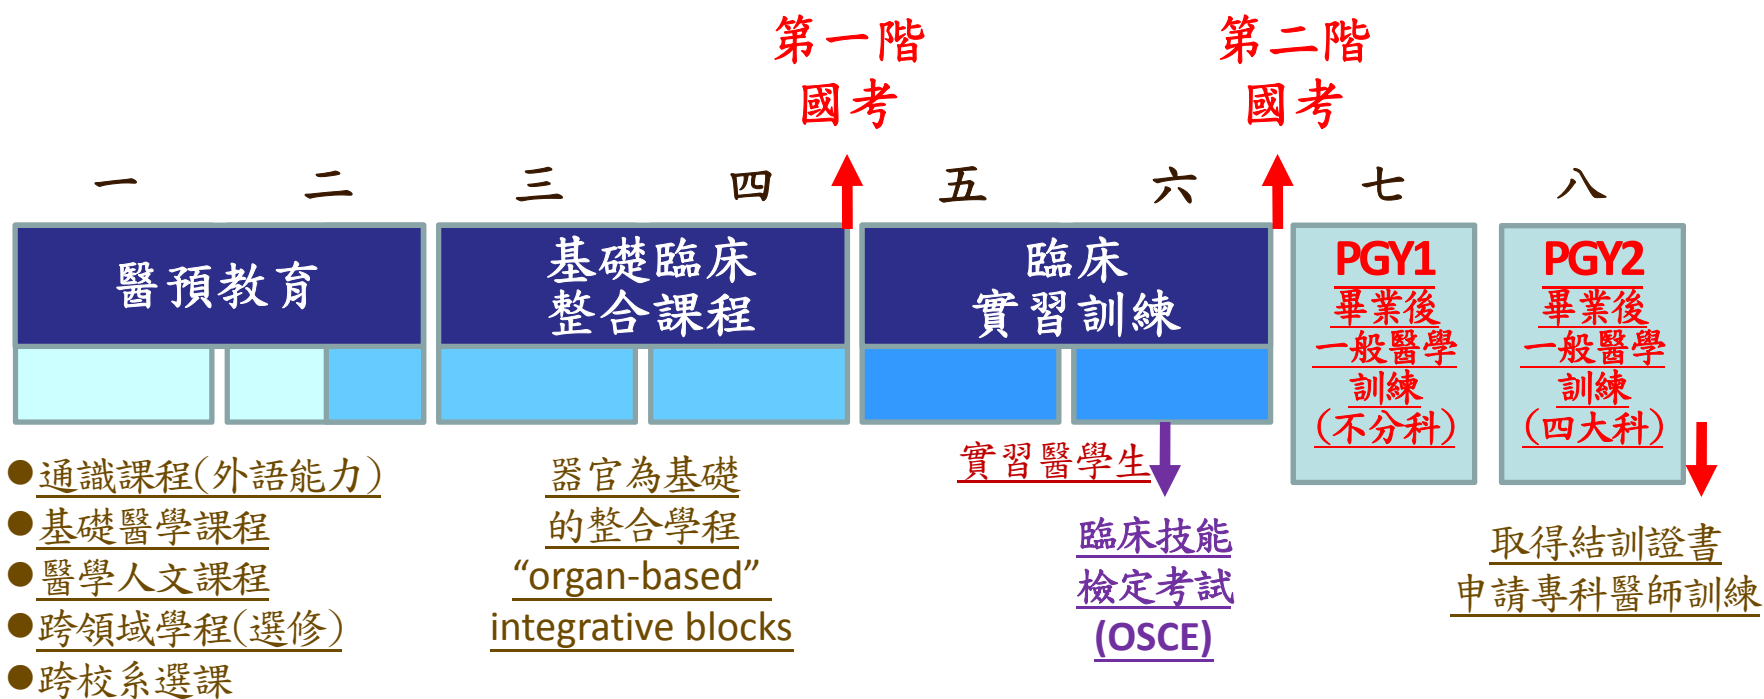 第一階
國考
第二階
國考
一
二
三
四
五
六
七
八
醫預教育
基礎臨床
整合課程
臨床
實習訓練
PGY1
畢業後
一般醫學
訓練
(不分科)
PGY2
畢業後
一般醫學
訓練
(四大科)
●通識課程(外語能力)
●基礎醫學課程
●醫學人文課程
●跨領域學程(選修)
●跨校系選課
器官為基礎
的整合學程
“organ-based”
integrative blocks
實習醫學生
臨床技能
檢定考試
(OSCE)
取得結訓證書
申請專科醫師訓練